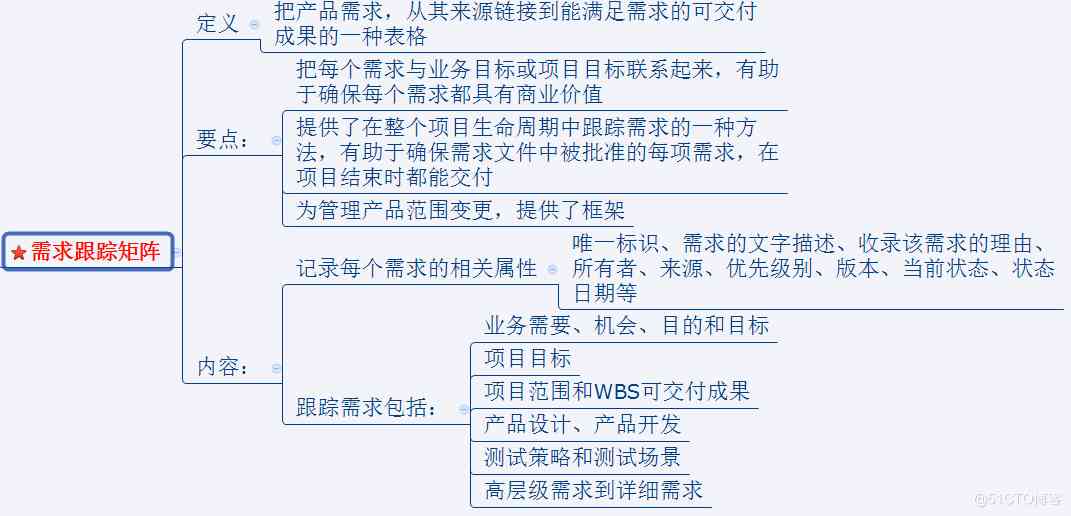 需求跟踪矩阵
定义
把产品需求，从其来源链接到能满足需求的可交付
成果的一种表格
要点：
把每个需求与业务目标或项目目标联系起来，有助
于确保每个需求都具有商业价值
提供了在整个项目生命周期中跟踪需求的一种方
法，有助于确保需求文件中被批准的每项需求，在
项目结束时都能交付
为管理产品范围变更，提供了框架
内容：
记录每个需求的相关属性
唯一标识、需求的文字描述、收录该需求的理由、
所有者、来源、优先级别、版本、当前状态、状态
日期等
跟踪需求包括：
业务需要、机会、目的和目标
项目目标
项目范围和WBS可交付成果
产品设计、产品开发
测试策略和测试场景
高层级需求到详细需求
@51CTO博客